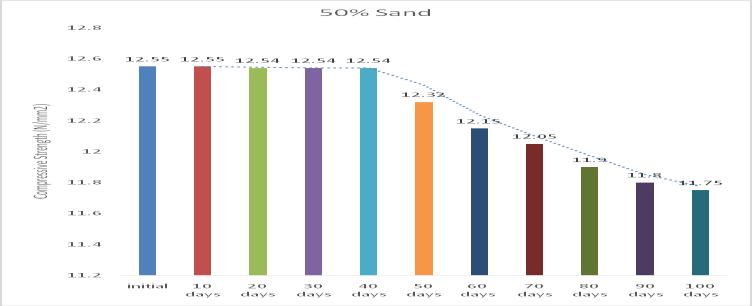 50% Sand
12.8
12.6
12.4
12.2
12
11.8
11.6
11.4
11.2
Compressive Strength (N/mm2)
12.55 12.55 12.54 12.54 12.54 12.32 12.15 12.05 11.9 11.8 11.75
initial 10 20 30 40 50 60 70 80 90 100
days days days days days days days days days days